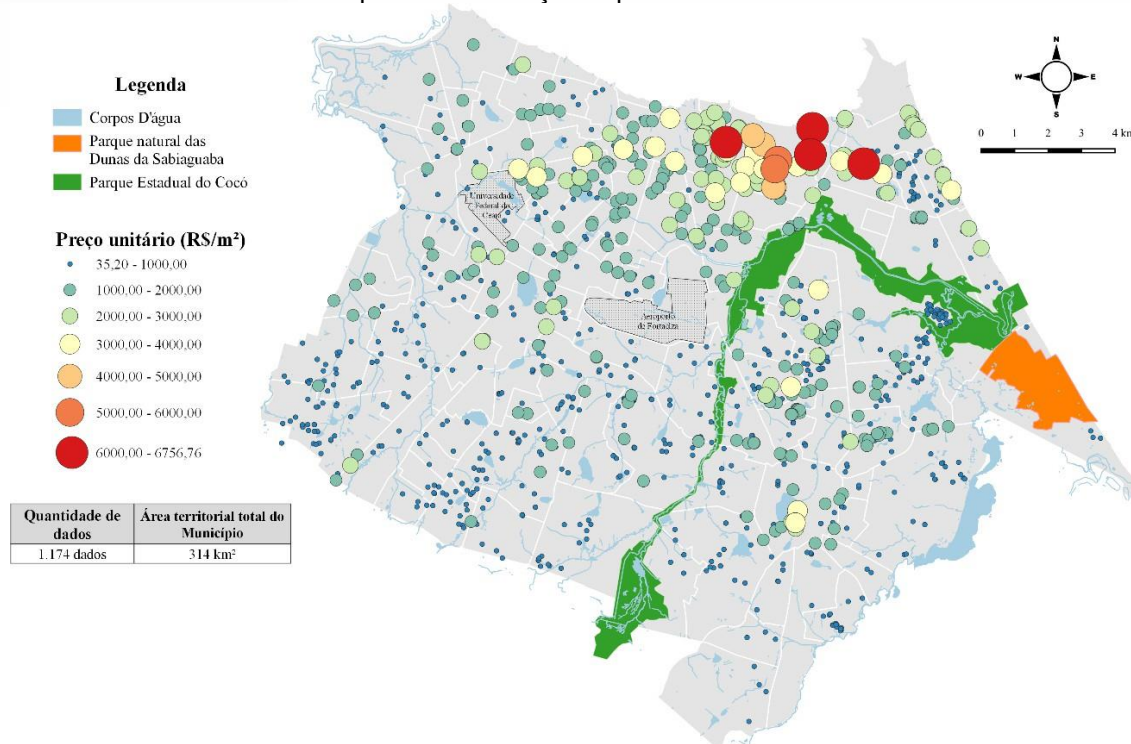 Legenda
Corpos D'água
Parque natural das
Dunas da Sabiaguaba
Parque Estadual do Cocó
Preço unitário (R$/m²)
35,20 - 1000,00
1000,00 - 2000,00
2000,00 - 3000,00
3000,00 - 4000,00
4000,00 - 5000,00
5000,00 - 6000,00
6000,00 - 6756,76
Quantidade de dados
Área territorial total do Município
1.174 dados
314 km²
Universidade
Federal do
Ceará
Aeroporto
de Fortaleza
N
W
E
S
0 1 2 3 4 km